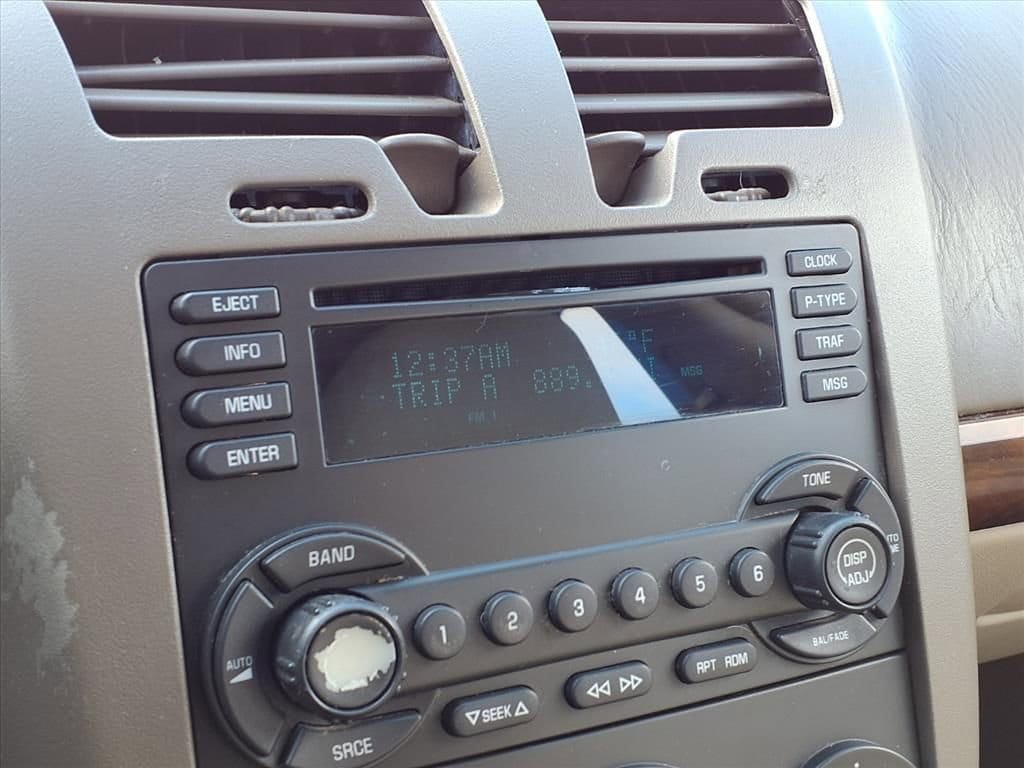 EJECT
INFO
MENU
ENTER
12:37AM °F
TRIP A 889.
MSG
FM 1
CLOCK
P-TYPE
TRAF
MSG
TONE
DISP
ADJ
BAL/FADE
BAND
AUTO
SRCE
1 2 3 4 5 6
SEEK
RPT RDM